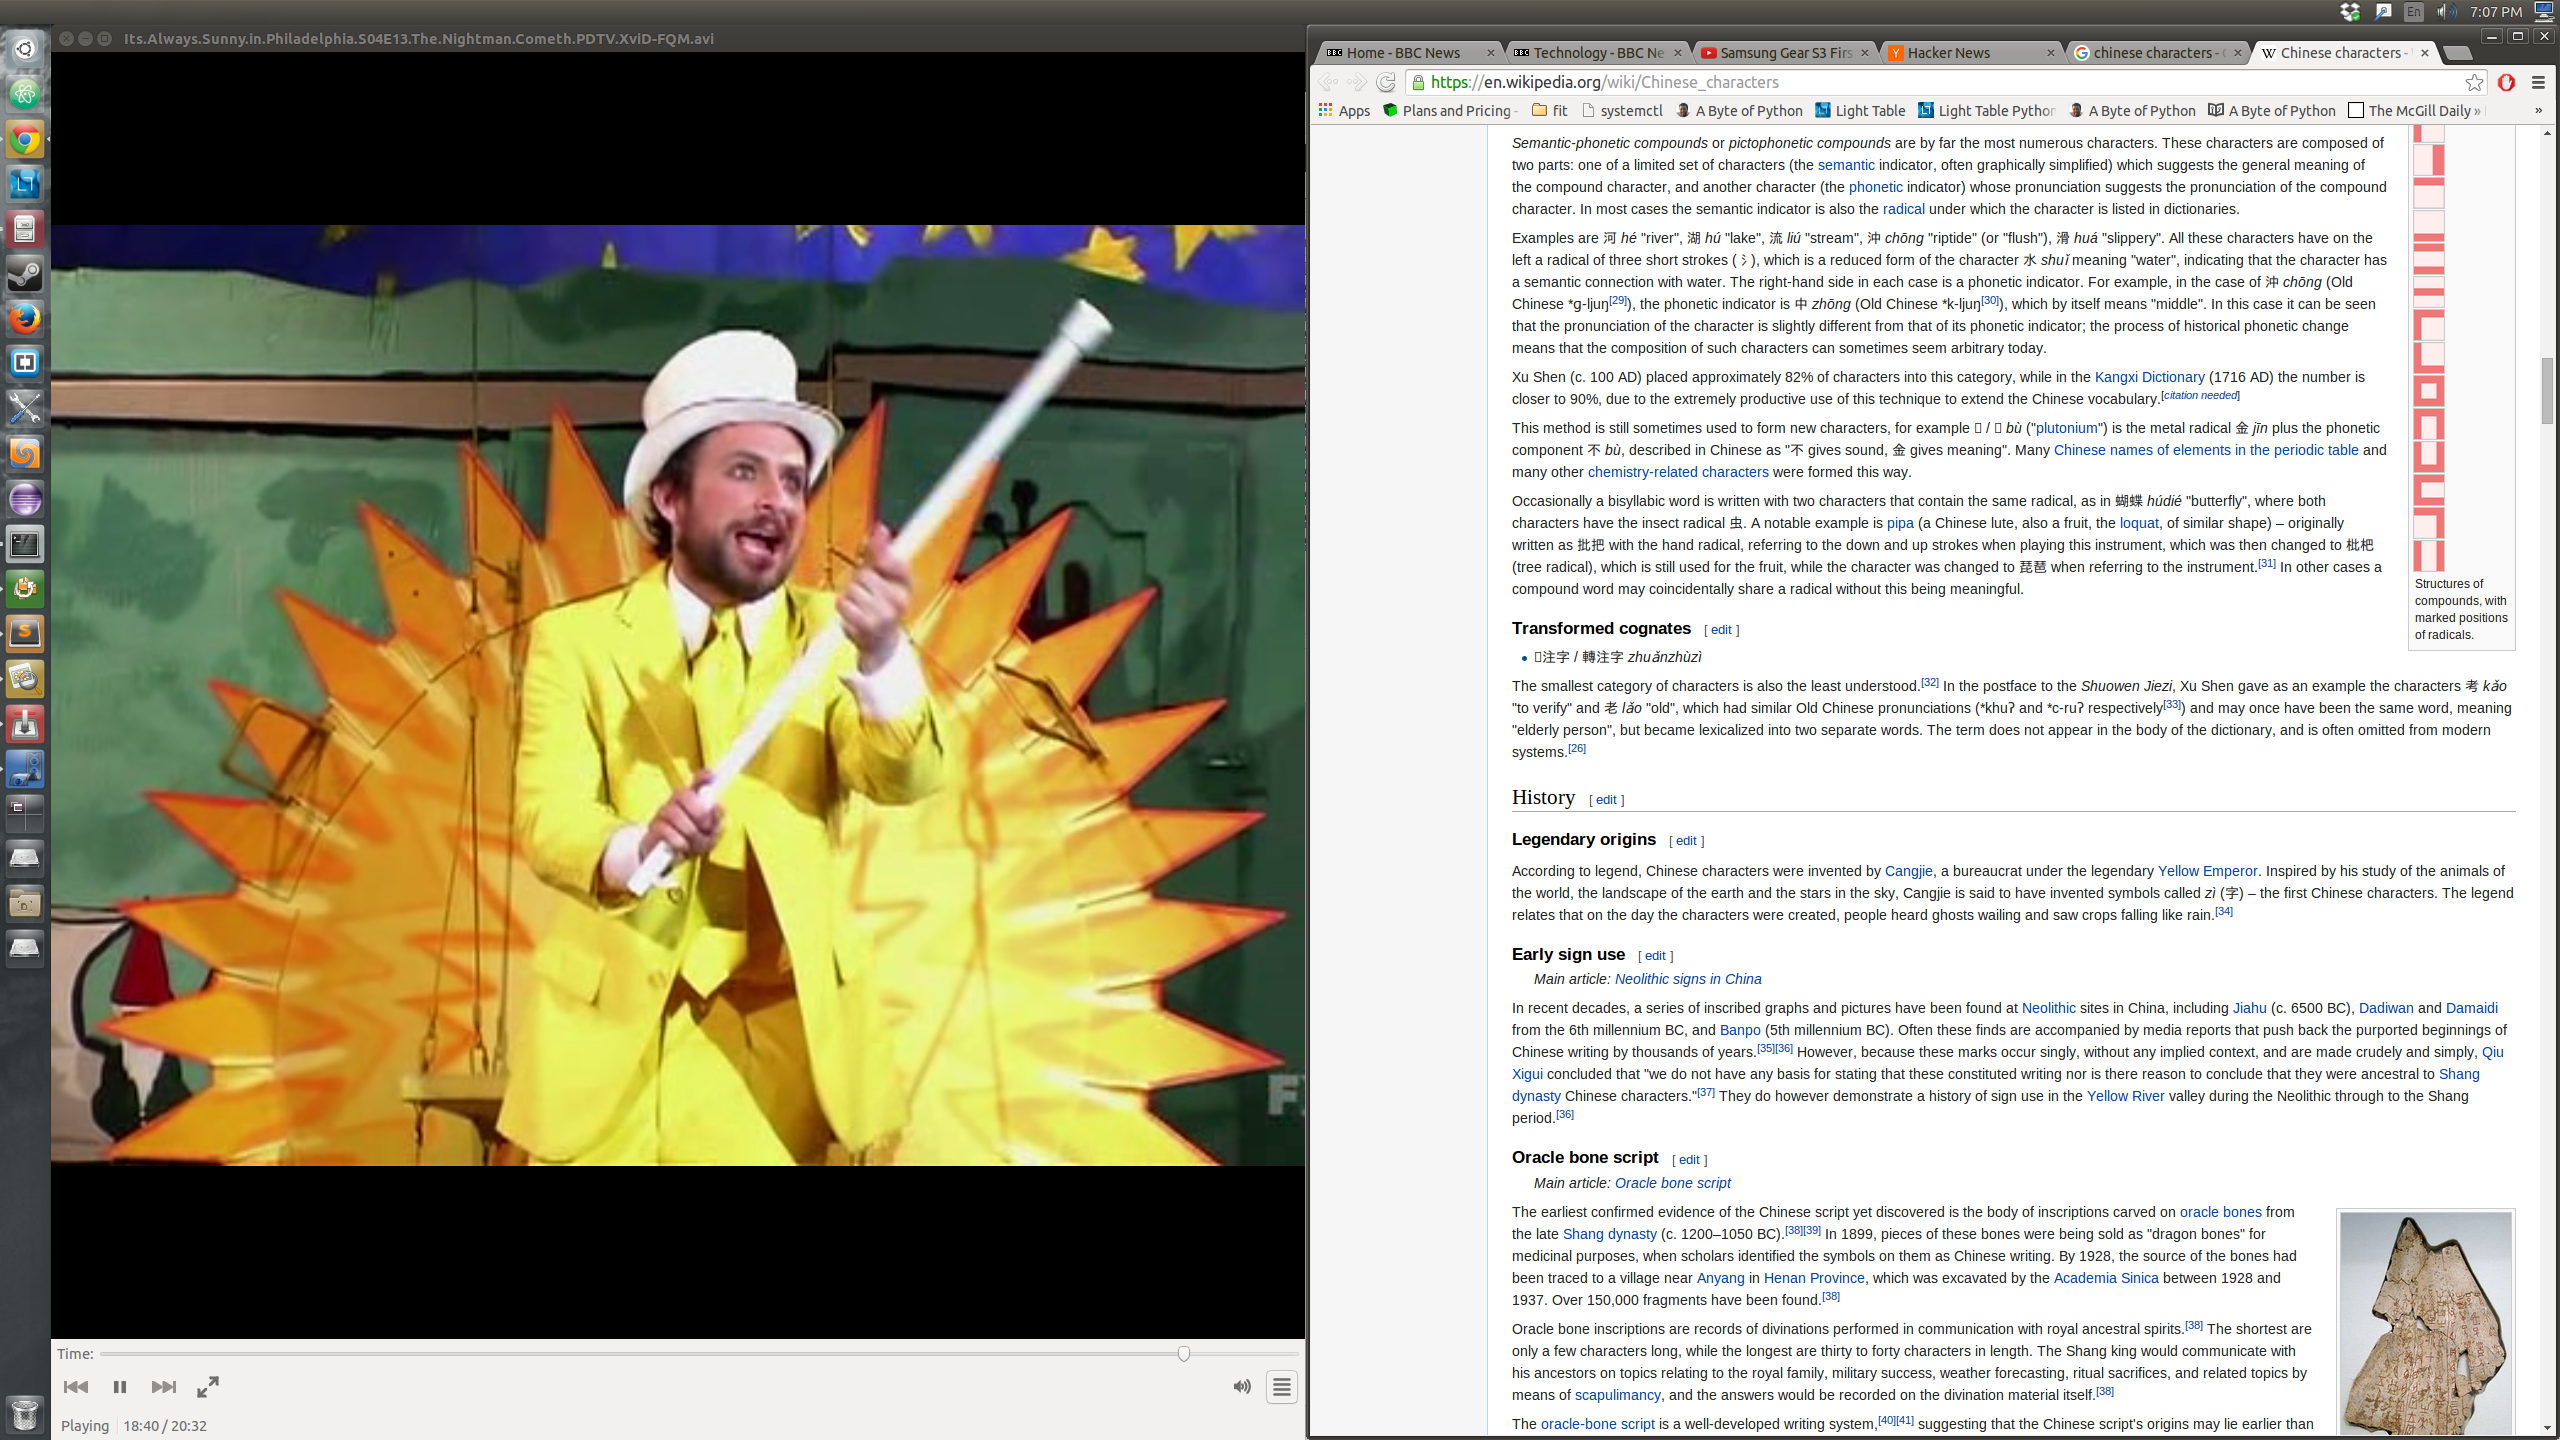 En
7:07 PM
Its.Always.Sunny.in.Philadelphia.S04E13.The.Nightman.Cometh.PDTV.XviD-FQM.avi
Time:
Playing
18:40 / 20:32
BBC Home - BBC News
BBC Technology - BBC Ne
Samsung Gear S3 Firs
Y Hacker News
chinese characters -
W Chinese characters -
https://en.wikipedia.org/wiki/Chinese_characters
Apps
Plans and Pricing -
fit
systemctl
A Byte of Python
Light Table
Light Table Python
A Byte of Python
A Byte of Python
The McGill Daily »
»
Semantic-phonetic compounds or pictophonetic compounds are by far the most numerous characters. These characters are composed of
two parts: one of a limited set of characters (the semantic indicator, often graphically simplified) which suggests the general meaning of
the compound character, and another character (the phonetic indicator) whose pronunciation suggests the pronunciation of the compound
character. In most cases the semantic indicator is also the radical under which the character is listed in dictionaries.
Examples are 河 hé "river", 湖 hú "lake", 流 liú "stream", 沖 chōng "riptide" (or "flush"), 滑 huá "slippery". All these characters have on the
left a radical of three short strokes (氵), which is a reduced form of the character 水 shuǐ meaning "water", indicating that the character has
a semantic connection with water. The right-hand side in each case is a phonetic indicator. For example, in the case of 沖 chōng (Old
Chinese *ɡ-ljuŋ[29]), the phonetic indicator is 中 zhōng (Old Chinese *k-ljuŋ[30]), which by itself means "middle". In this case it can be seen
that the pronunciation of the character is slightly different from that of its phonetic indicator; the process of historical phonetic change
means that the composition of such characters can sometimes seem arbitrary today.
Xu Shen (c. 100 AD) placed approximately 82% of characters into this category, while in the Kangxi Dictionary (1716 AD) the number is
closer to 90%, due to the extremely productive use of this technique to extend the Chinese vocabulary.[citation needed]
This method is still sometimes used to form new characters, for example / bù ("plutonium") is the metal radical 金 jīn plus the phonetic
component 不 bù, described in Chinese as "不 gives sound, 金 gives meaning". Many Chinese names of elements in the periodic table and
many other chemistry-related characters were formed this way.
Occasionally a bisyllabic word is written with two characters that contain the same radical, as in 蝴蝶 húdié "butterfly", where both
characters have the insect radical 虫. A notable example is pipa (a Chinese lute, also a fruit, the loquat, of similar shape) – originally
written as 批把 with the hand radical, referring to the down and up strokes when playing this instrument, which was then changed to 枇杷
(tree radical), which is still used for the fruit, while the character was changed to 琵琶 when referring to the instrument.[31] In other cases a
compound word may coincidentally share a radical without this being meaningful.
Structures of
compounds, with
marked positions
of radicals.
Transformed cognates [ edit ]
• 注字 / 轉注字 zhuǎnzhùzì
The smallest category of characters is also the least understood.[32] In the postface to the Shuowen Jiezi, Xu Shen gave as an example the characters 考 kǎo
"to verify" and 老 lǎo "old", which had similar Old Chinese pronunciations (*khuʔ and *c-ruʔ respectively[33]) and may once have been the same word, meaning
"elderly person", but became lexicalized into two separate words. The term does not appear in the body of the dictionary, and is often omitted from modern
systems.[26]
History [ edit ]
Legendary origins [ edit ]
According to legend, Chinese characters were invented by Cangjie, a bureaucrat under the legendary Yellow Emperor. Inspired by his study of the animals of
the world, the landscape of the earth and the stars in the sky, Cangjie is said to have invented symbols called zì (字) – the first Chinese characters. The legend
relates that on the day the characters were created, people heard ghosts wailing and saw crops falling like rain.[34]
Early sign use [ edit ]
Main article: Neolithic signs in China
In recent decades, a series of inscribed graphs and pictures have been found at Neolithic sites in China, including Jiahu (c. 6500 BC), Dadiwan and Damaidi
from the 6th millennium BC, and Banpo (5th millennium BC). Often these finds are accompanied by media reports that push back the purported beginnings of
Chinese writing by thousands of years.[35][36] However, because these marks occur singly, without any implied context, and are made crudely and simply, Qiu
Xigui concluded that "we do not have any basis for stating that these constituted writing nor is there reason to conclude that they were ancestral to Shang
dynasty Chinese characters."[37] They do however demonstrate a history of sign use in the Yellow River valley during the Neolithic through to the Shang
period.[36]
Oracle bone script [ edit ]
Main article: Oracle bone script
The earliest confirmed evidence of the Chinese script yet discovered is the body of inscriptions carved on oracle bones from
the late Shang dynasty (c. 1200–1050 BC).[38][39] In 1899, pieces of these bones were being sold as "dragon bones" for
medicinal purposes, when scholars identified the symbols on them as Chinese writing. By 1928, the source of the bones had
been traced to a village near Anyang in Henan Province, which was excavated by the Academia Sinica between 1928 and
1937. Over 150,000 fragments have been found.[38]
Oracle bone inscriptions are records of divinations performed in communication with royal ancestral spirits.[38] The shortest are
only a few characters long, while the longest are thirty to forty characters in length. The Shang king would communicate with
his ancestors on topics relating to the royal family, military success, weather forecasting, ritual sacrifices, and related topics by
means of scapulimancy, and the answers would be recorded on the divination material itself.[38]
The oracle-bone script is a well-developed writing system,[40][41] suggesting that the Chinese script's origins may lie earlier than